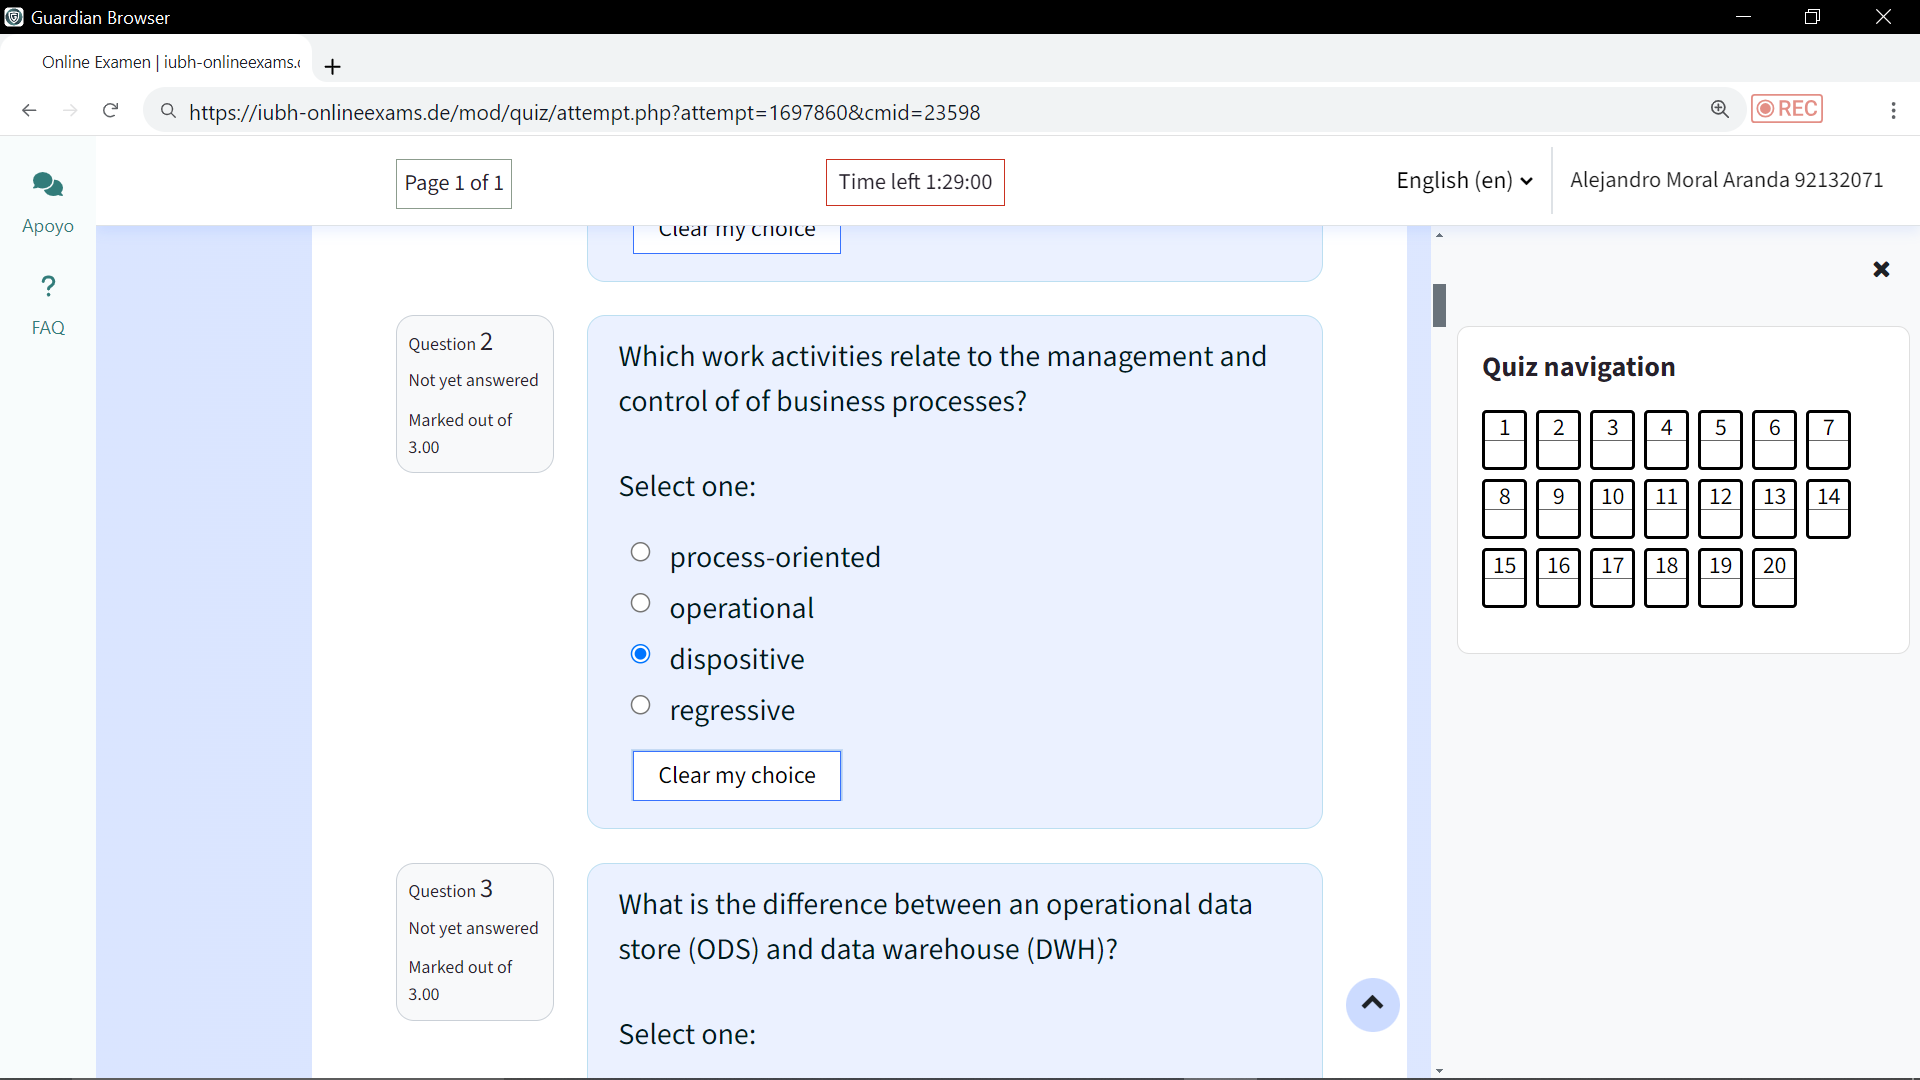 Guardian Browser
Online Examen | iubh-onlineexams.
https://iubh-onlineexams.de/mod/quiz/attempt.php?attempt=1697860&cmid=23598
REC
Apoyo
FAQ
Page 1 of 1
Time left 1:29:00
English (en)
Alejandro Moral Aranda 92132071
Clear my choice
Question 2
Not yet answered
Marked out of
3.00
Which work activities relate to the management and
control of of business processes?
Select one:
process-oriented
operational
dispositive
regressive
Clear my choice
Question 3
Not yet answered
Marked out of
3.00
What is the difference between an operational data
store (ODS) and data warehouse (DWH)?
Select one:
Quiz navigation
1 2 3 4 5 6 7
8 9 10 11 12 13 14
15 16 17 18 19 20